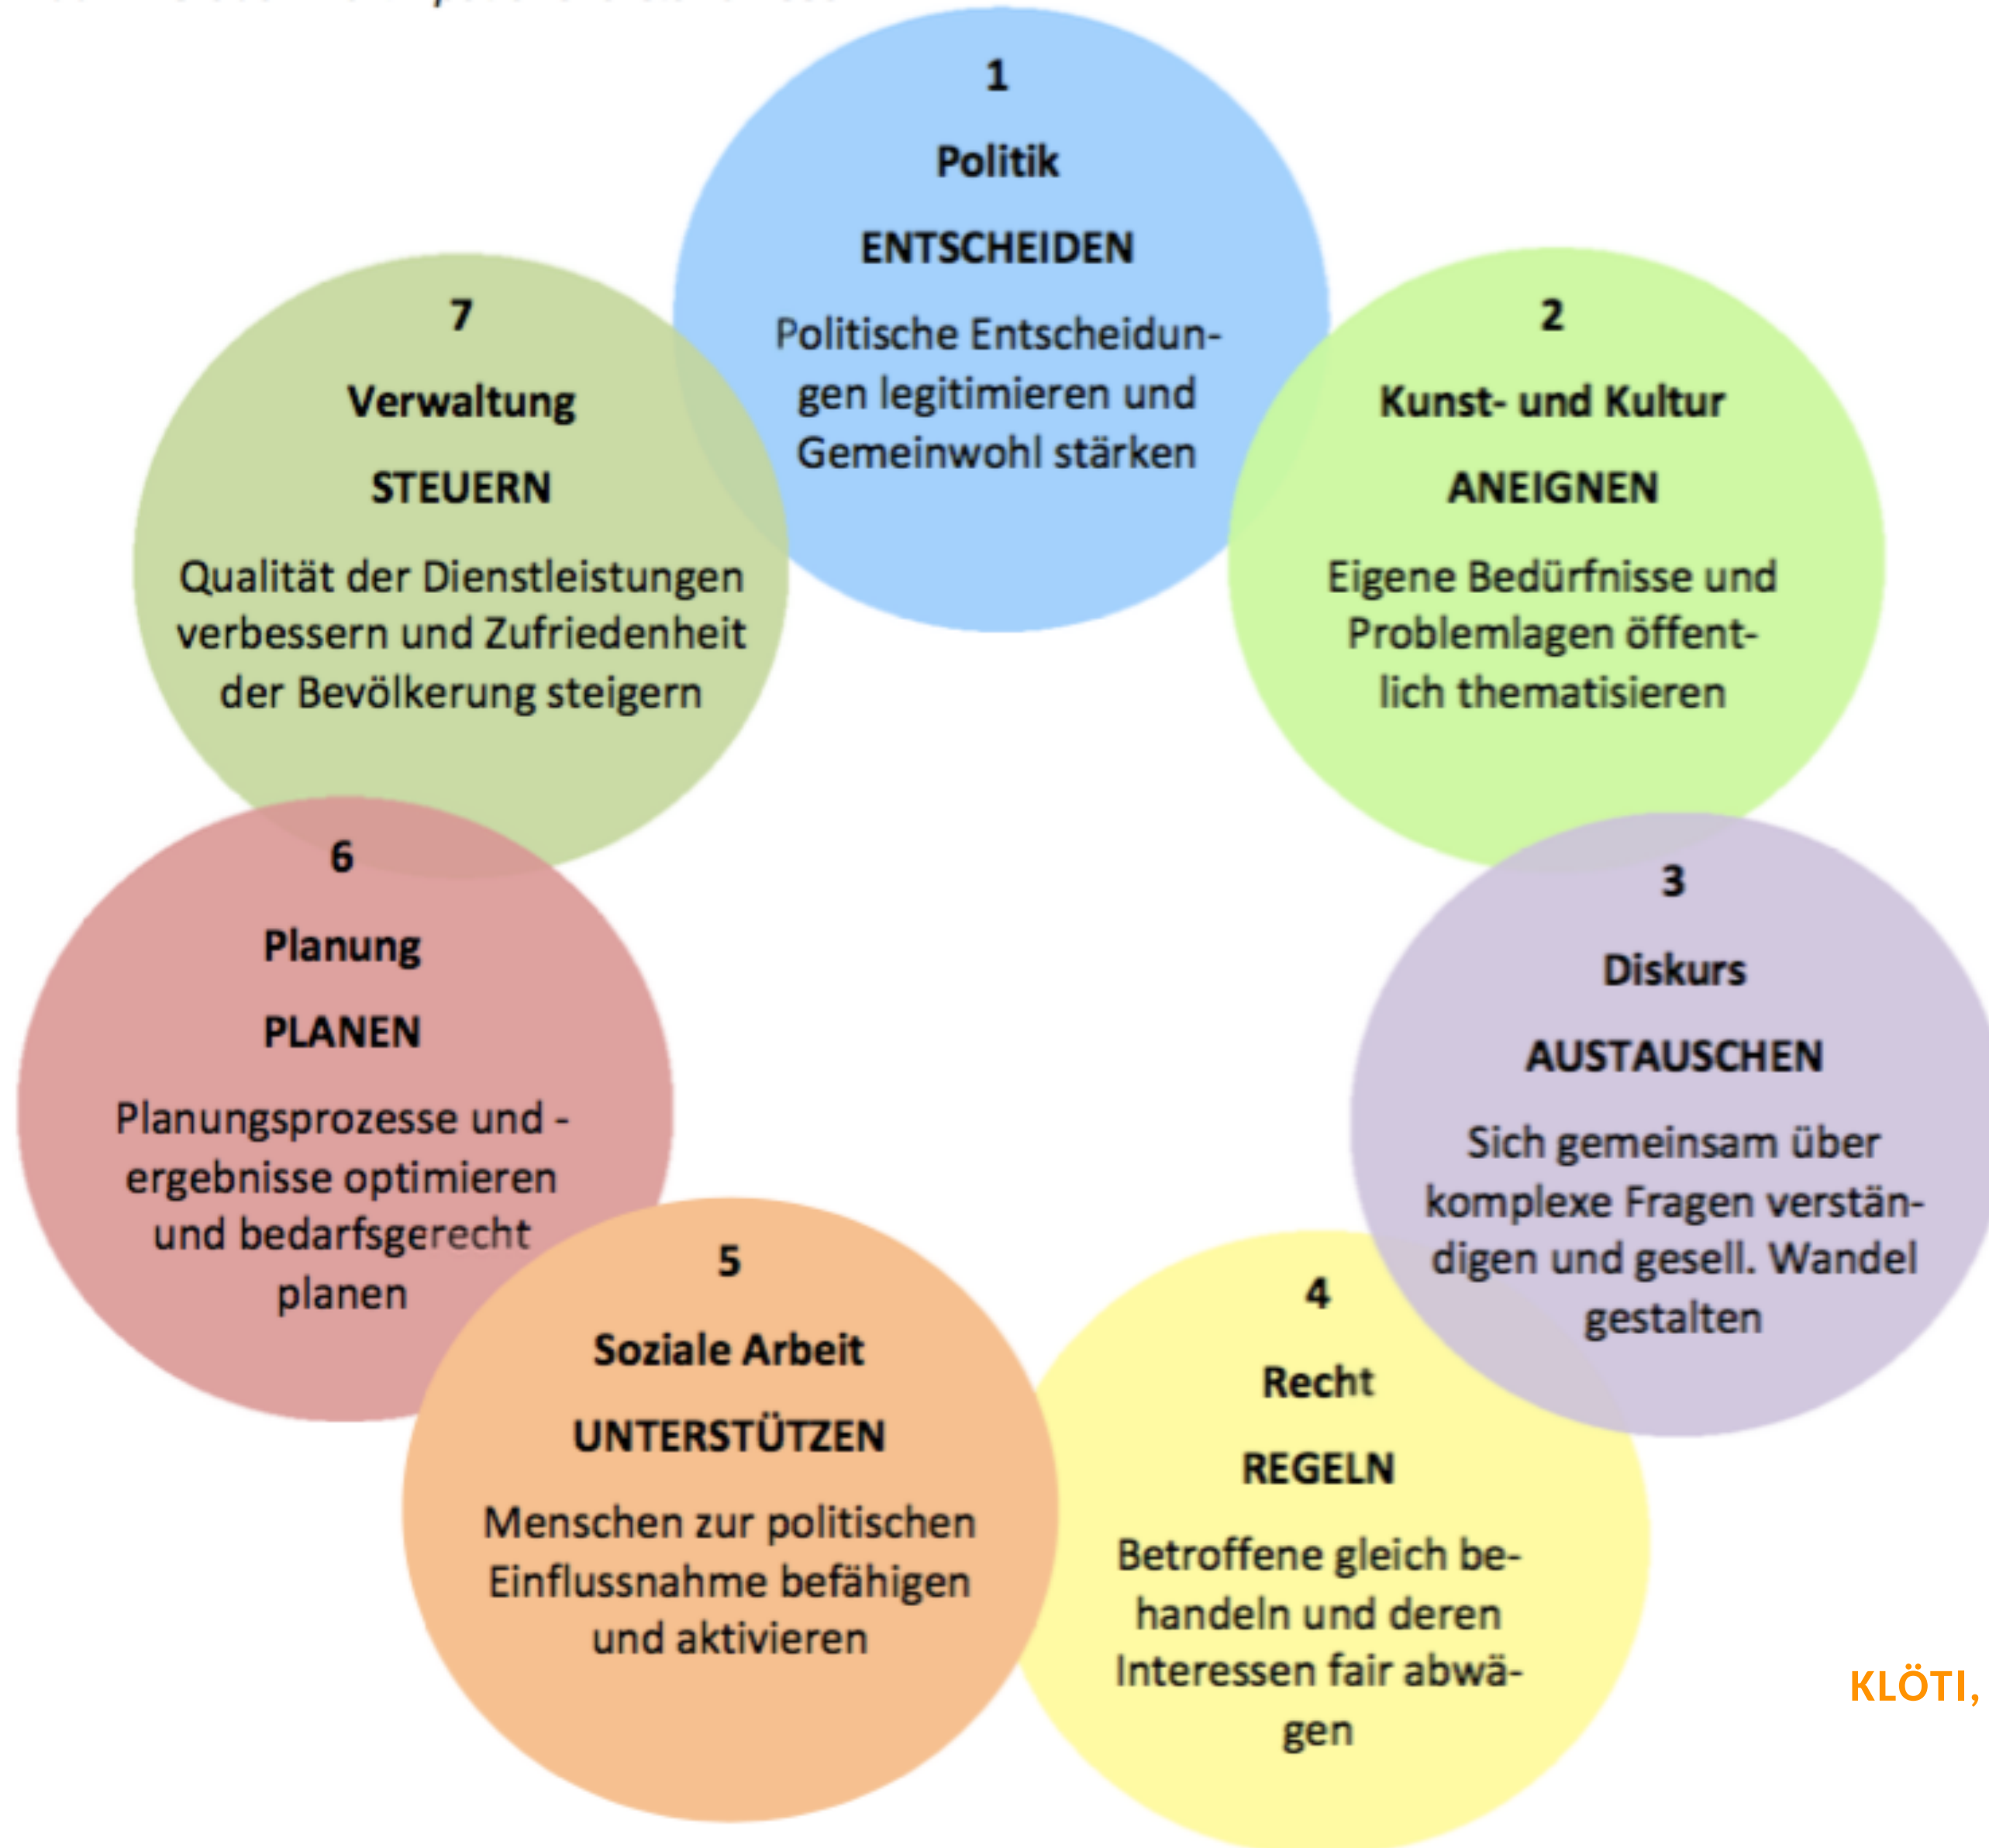 1
Politik
ENTSCHEIDEN
Politische Entscheidun-
gen legitimieren und
Gemeinwohl stärken
2
Kunst- und Kultur
ANEIGNEN
Eigene Bedürfnisse und
Problemlagen öffent-
lich thematisieren
3
Diskurs
AUSTAUSCHEN
Sich gemeinsam über
komplexe Fragen verstän-
digen und gesell. Wandel
gestalten
4
Recht
REGELN
Betroffene gleich be-
handeln und deren
Interessen fair abwä-
gen
5
Soziale Arbeit
UNTERSTÜTZEN
Menschen zur politischen
Einflussnahme befähigen
und aktivieren
6
Planung
PLANEN
Planungsprozesse und -
ergebnisse optimieren
und bedarfsgerecht
planen
7
Verwaltung
STEUERN
Qualität der Dienstleistungen
verbessern und Zufriedenheit
der Bevölkerung steigern
KLÖTI,